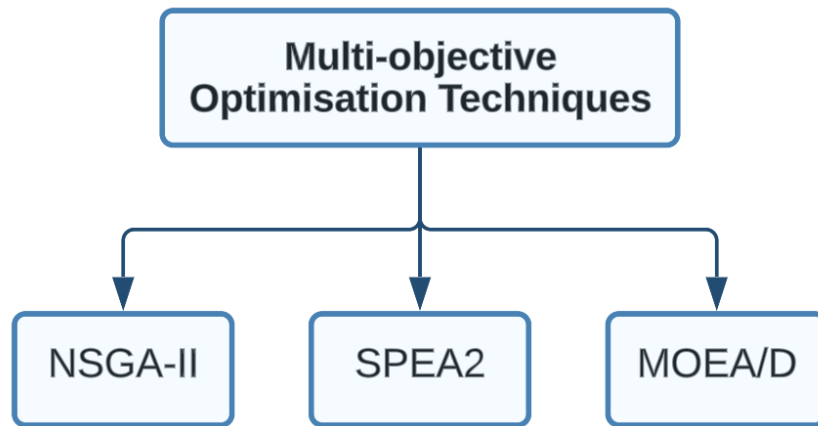 Multi-objective
Optimisation Techniques
NSGA-II
SPEA2
MOEA/D